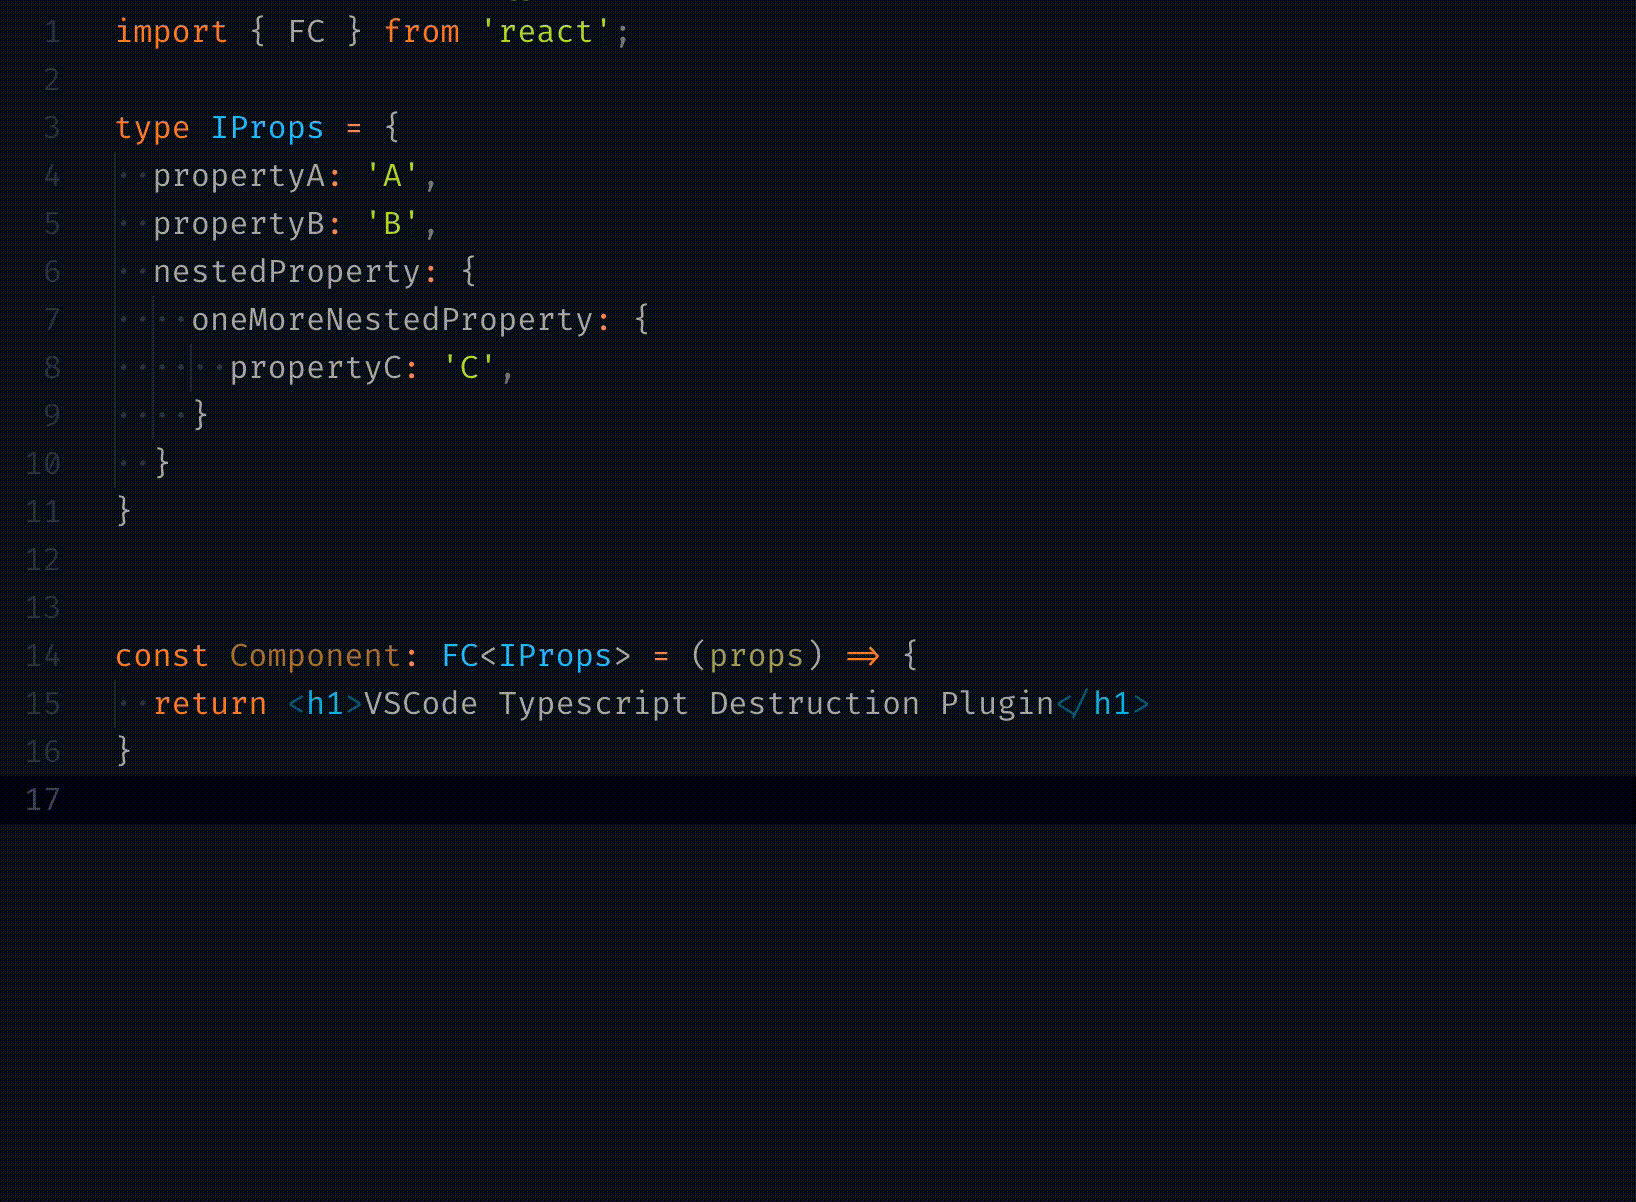 1 import { FC } from 'react';
2
3 type IProps = {
4 propertyA: 'A',
5 propertyB: 'B',
6 nestedProperty: {
7 oneMoreNestedProperty: {
8 propertyC: 'C',
9 }
10 }
11 }
12
13
14 const Component: FC<IProps> = (props) => {
15 return <h1>VSCode Typescript Destruction Plugin</h1>
16 }
17